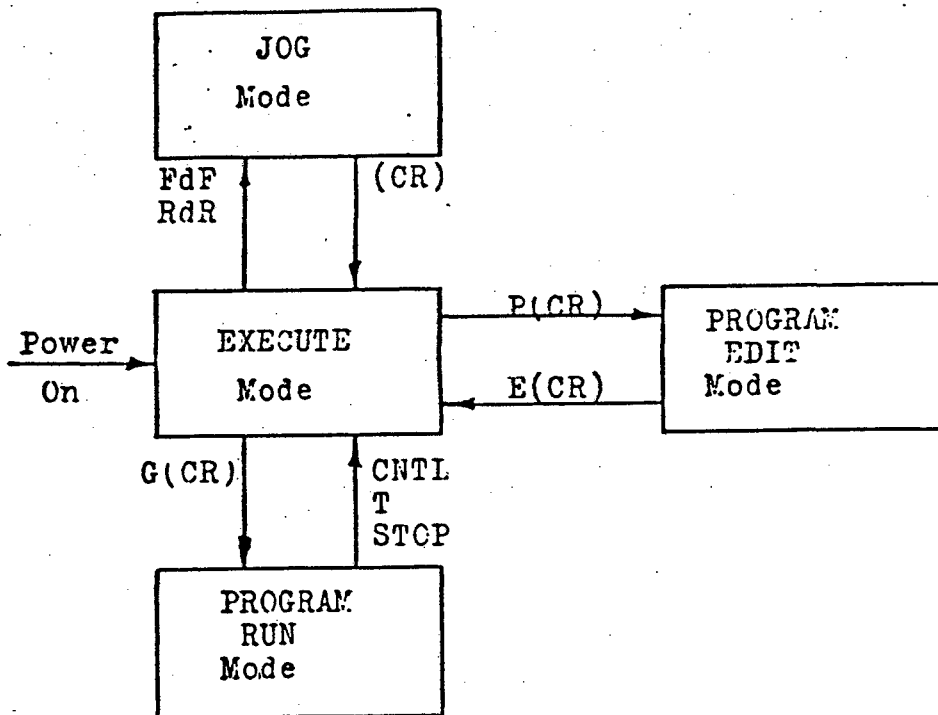 JOG
Mode
FdF
RdR
(CR)
Power
On
EXECUTE
Mode
P(CR)
E(CR)
PROGRAM
EDIT
Mode
G(CR)
CNTL
T
STOP
PROGRAM
RUN
Mode